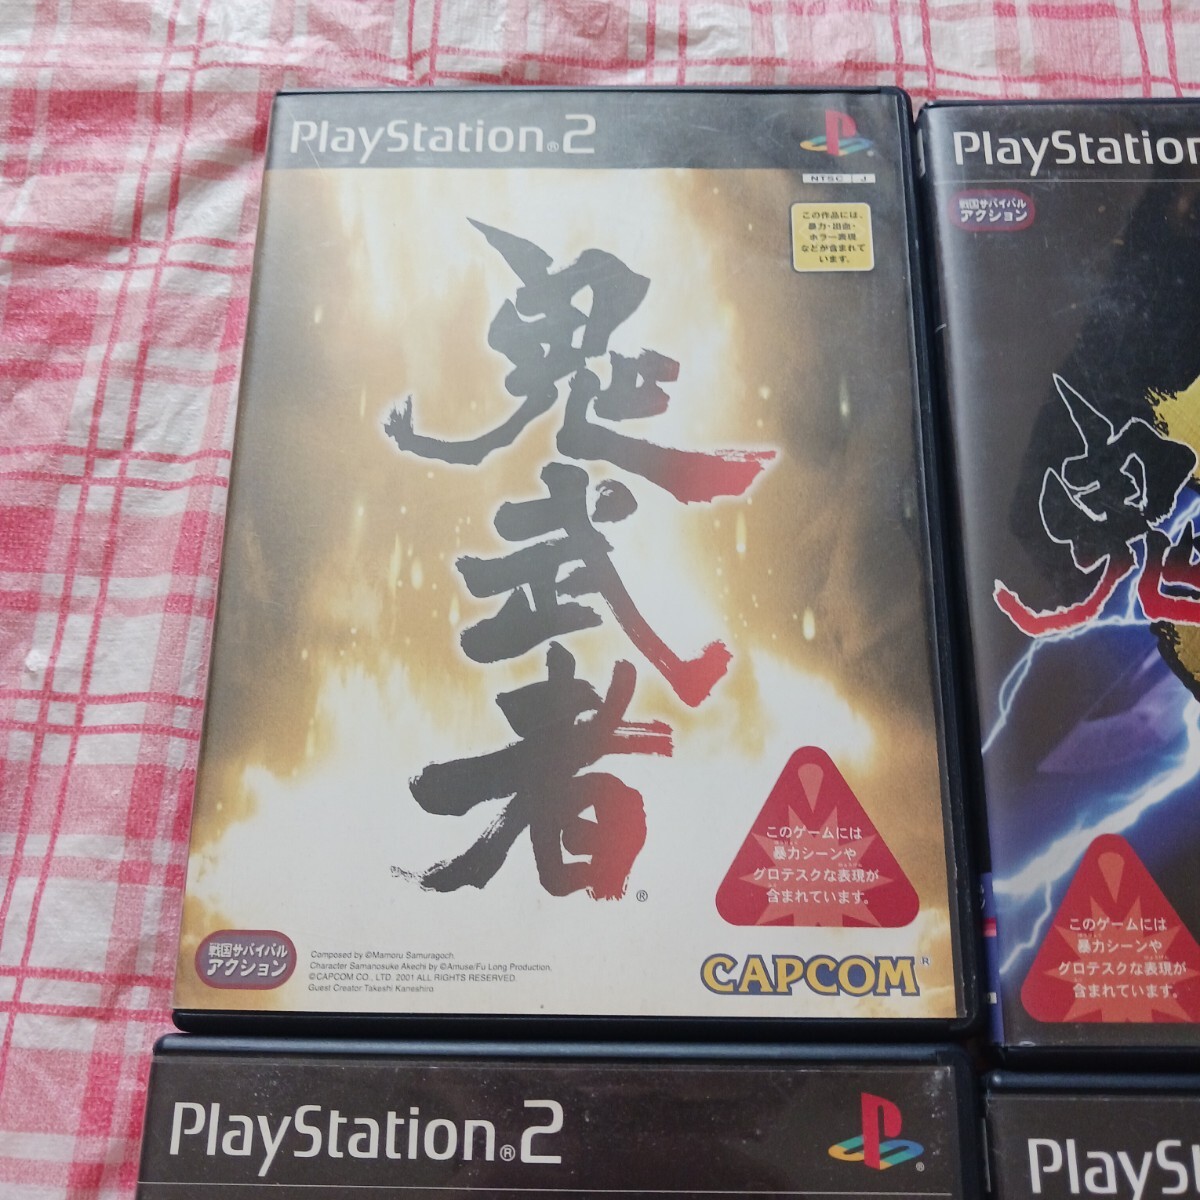 PlayStation®2
NTSC J
この作品には、
暴力・出血・
ホラー表現
などが含まれて
います。
鬼武者
®
このゲームには
暴力シーンや
グロテスクな表現が
含まれています。
戦国サバイバル
アクション
Composed by ©Mamoru Samuragoch.
Character Samanosuke Akechi by ©Amuse/Fu Long Production,
©CAPCOM CO., LTD. 2001 ALL RIGHTS RESERVED.
Guest Creator:Takeshi Kaneshiro
CAPCOM®
PlayStation
戦国サバイバル
アクション
鬼
このゲームには
暴力シーンや
グロテスクな表現が
含まれています。
PlayStation®2
PlayS